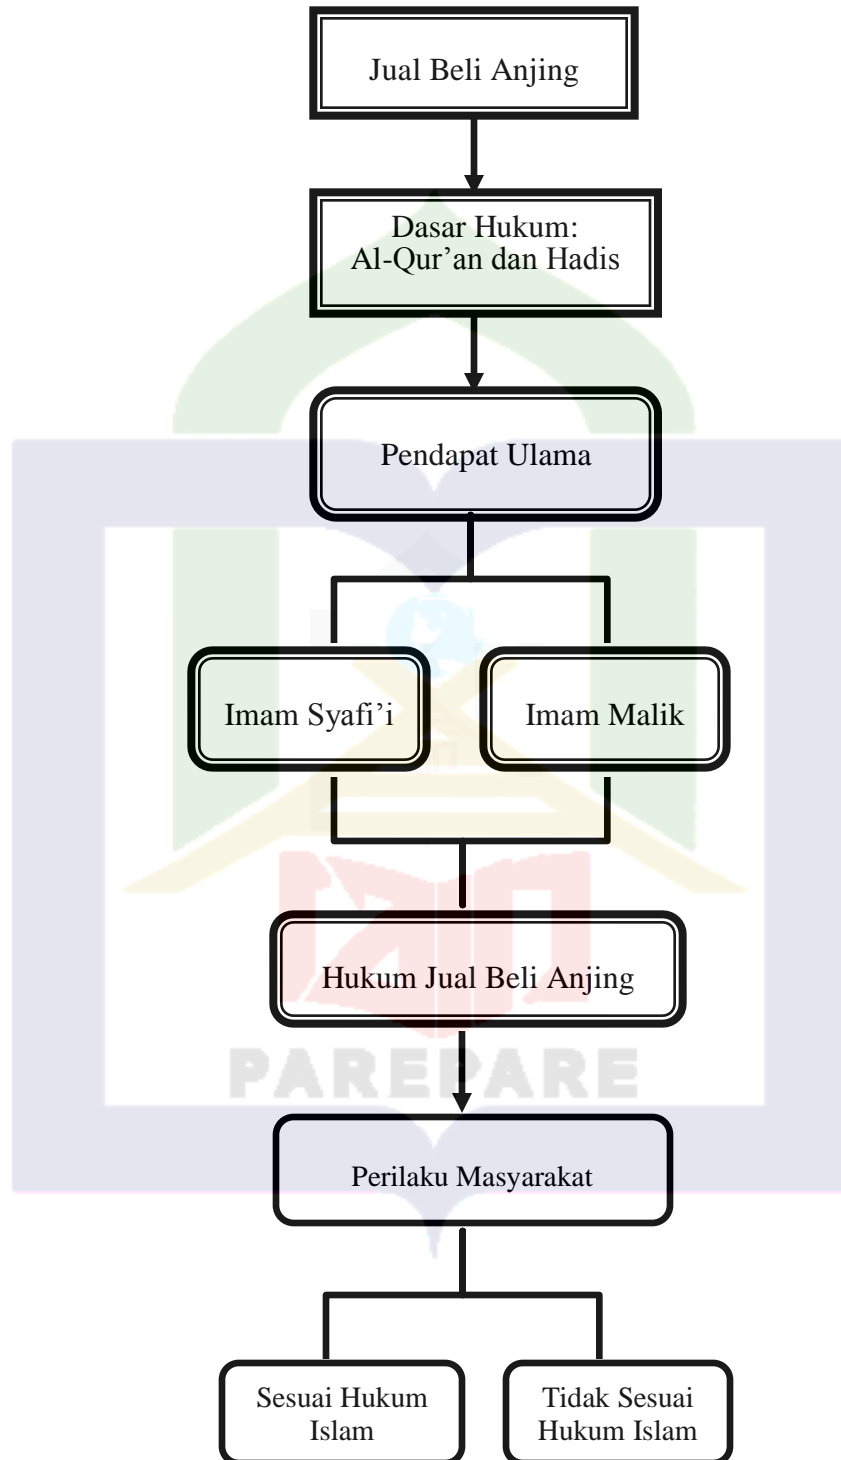 Jual Beli Anjing
Dasar Hukum:
Al-Qur’an dan Hadis
Pendapat Ulama
Imam Syafi’i
Imam Malik
Hukum Jual Beli Anjing
PAREPARE
Perilaku Masyarakat
Sesuai Hukum
Islam
Tidak Sesuai
Hukum Islam